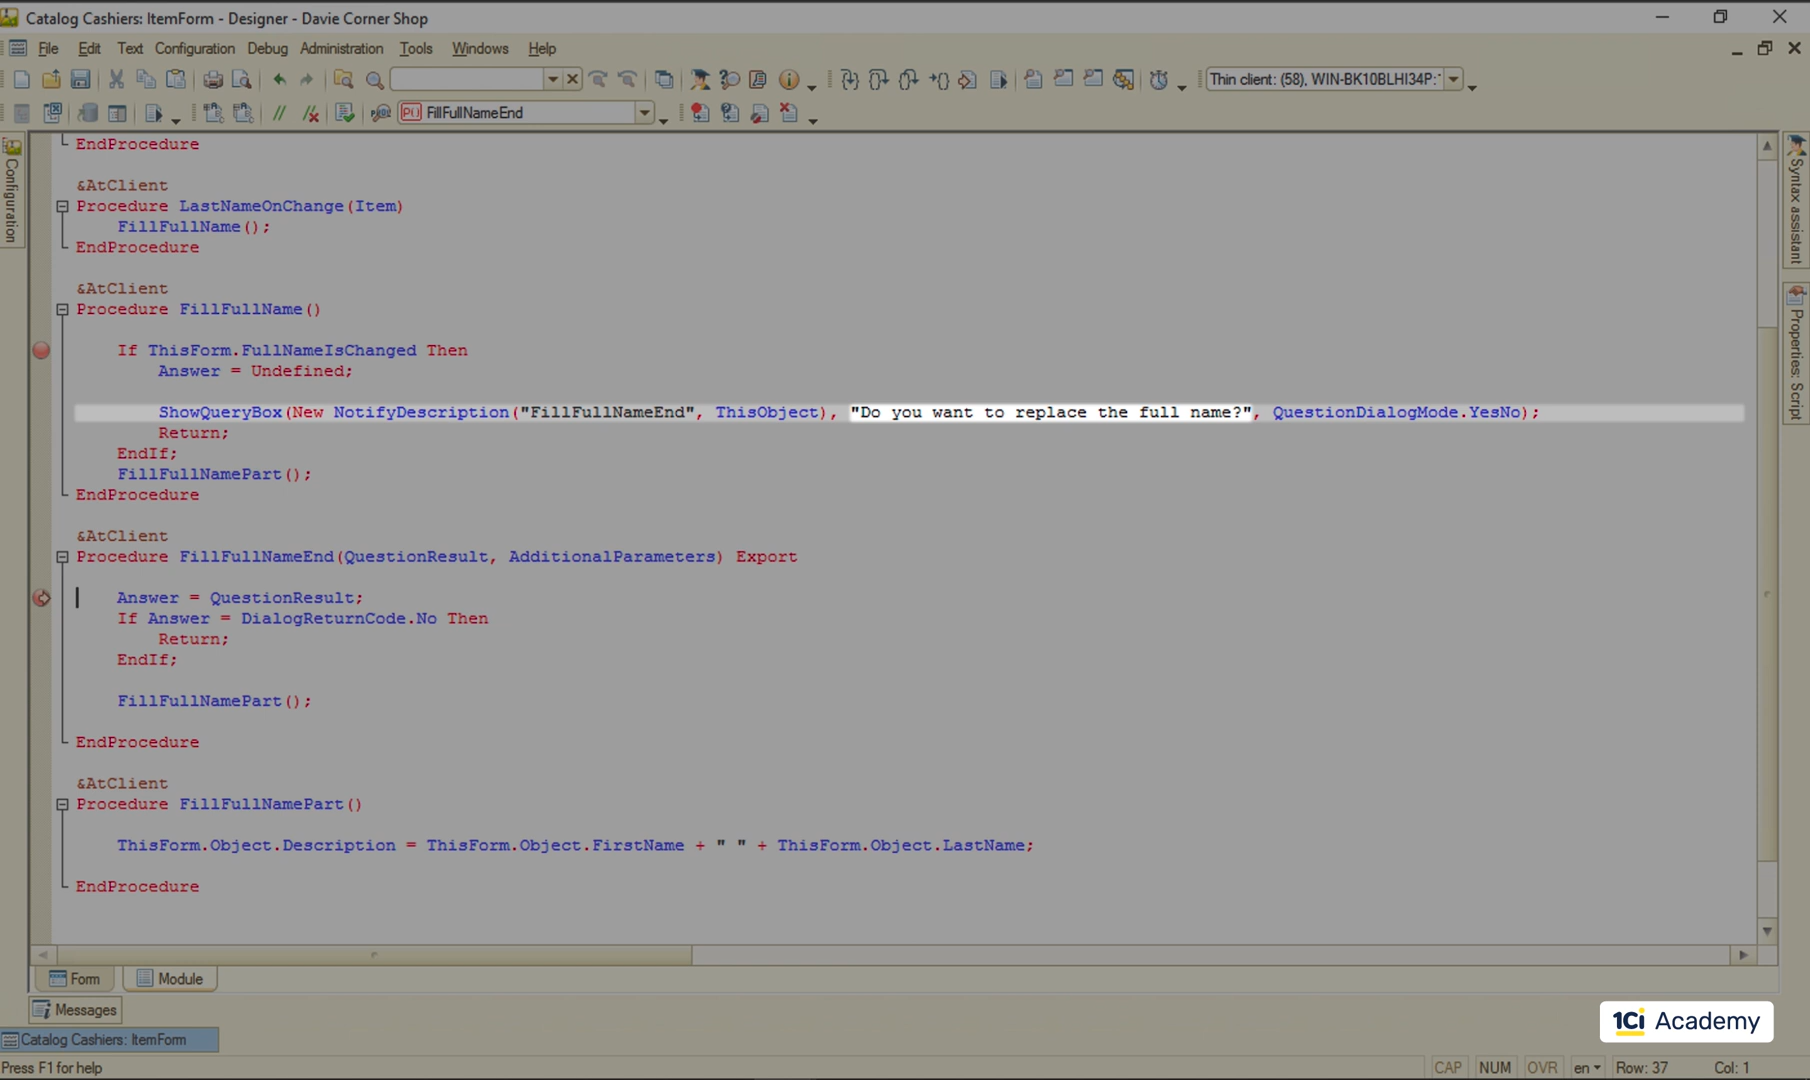 Catalog Cashiers: ItemForm - Designer - Davie Corner Shop
File Edit Text Configuration Debug Administration Tools Windows Help
Thin client: (58), WIN-BK10BLHI34P:
P() FillFullNameEnd
Configuration
Syntax assistant
Properties: Script
EndProcedure
&AtClient
Procedure LastNameOnChange(Item)
FillFullName();
EndProcedure
&AtClient
Procedure FillFullName()
If ThisForm.FullNameIsChanged Then
Answer = Undefined;
ShowQueryBox(New NotifyDescription("FillFullNameEnd", ThisObject), "Do you want to replace the full name?", QuestionDialogMode.YesNo);
Return;
EndIf;
FillFullNamePart();
EndProcedure
&AtClient
Procedure FillFullNameEnd(QuestionResult, AdditionalParameters) Export
Answer = QuestionResult;
If Answer = DialogReturnCode.No Then
Return;
EndIf;
FillFullNamePart();
EndProcedure
&AtClient
Procedure FillFullNamePart()
ThisForm.Object.Description = ThisForm.Object.FirstName + " " + ThisForm.Object.LastName;
EndProcedure
Form Module
Messages
1Ci Academy
Catalog Cashiers: ItemForm
Press F1 for help CAP NUM OVR en Row: 37 Col: 1